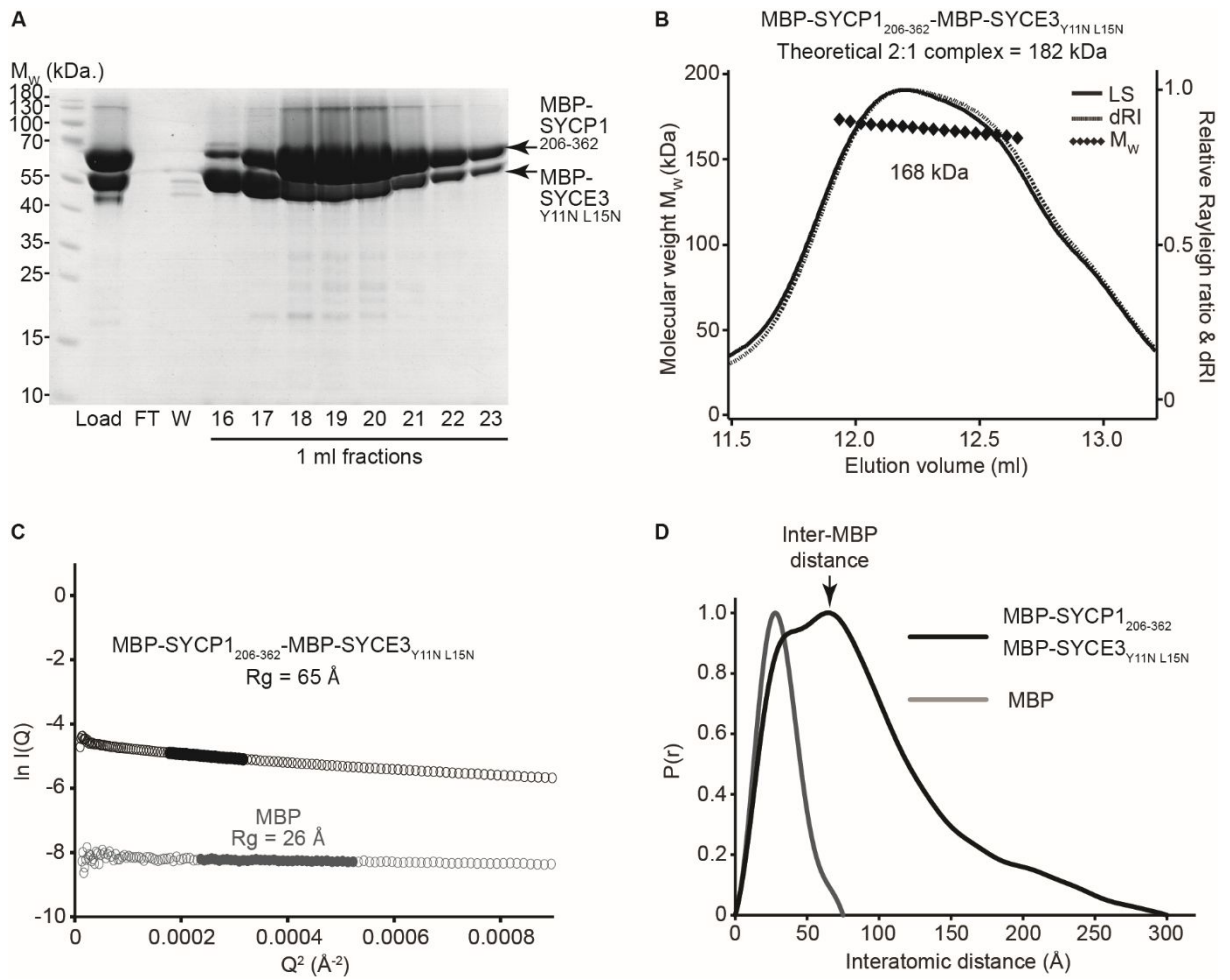 A
M_w (kDa.)
180
130
100
70
55
40
35
25
15
10
MBP-
SYCP1
206-362
MBP-
SYCE3
Y11N L15N
Load FT W 16 17 18 19 20 21 22 23
1 ml fractions
B
MBP-SYCP1206-362-MBP-SYCE3Y11N L15N
Theoretical 2:1 complex = 182 kDa
Molecular weight Mw (kDa)
200
150
100
50
0
LS
dRI
Mw
168 kDa
1.0
0.5
0
Relative Rayleigh ratio & dRI
11.5 12.0 12.5 13.0
Elution volume (ml)
C
ln I(Q)
0
-2
-4
-6
-8
-10
MBP-SYCP1206-362-MBP-SYCE3Y11N L15N
Rg = 65 Å
MBP
Rg = 26 Å
0 0.0002 0.0004 0.0006 0.0008
Q² (Å⁻²)
D
Inter-MBP
distance
P(r)
1.0
0.8
0.6
0.4
0.2
0
MBP-SYCP1206-362
MBP-SYCE3Y11N L15N
MBP
0 50 100 150 200 250 300
Interatomic distance (Å)